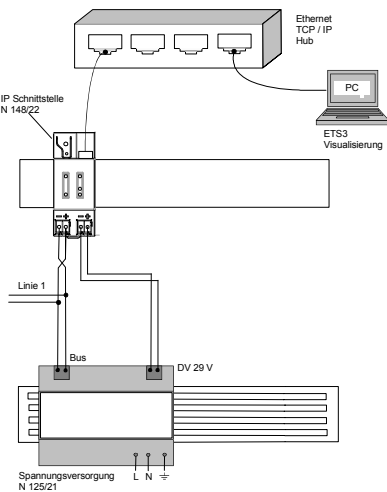 Ethernet
TCP / IP
Hub
PC
ETS3
Visualisierung
IP Schnittstelle
N 148/22
Linie 1
Bus
DV 29 V
L N
Spannungsversorgung
N 125/21